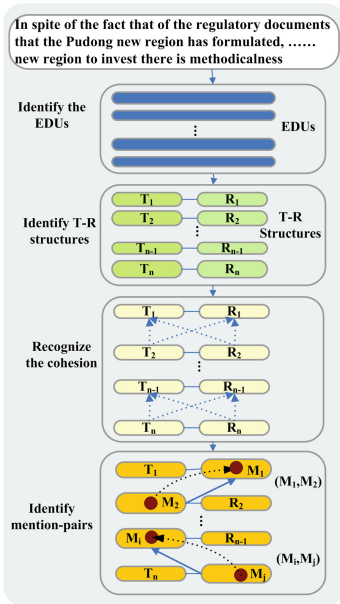 In spite of the fact that of the regulatory documents
that the Pudong new region has formulated, ……
new region to invest there is methodicalness
Identify the
EDUs
EDUs
Identify T-R
structures
T1 R1
T2 R2
Tn-1 Rn-1
Tn Rn
T-R
Structures
Recognize
the cohesion
T1 R1
T2 R2
Tn-1 Rn-1
Tn Rn
Identify
mention-pairs
T1 M1
M2 R2
(M1,M2)
Mi Rn-1
Tn Mj
(Mi,Mj)